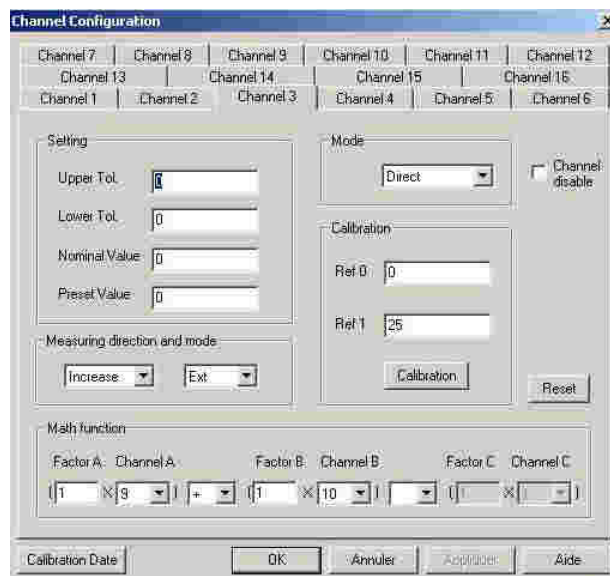 Channel Configuration
Channel 7 Channel 8 Channel 9 Channel 10 Channel 11 Channel 12
Channel 13 Channel 14 Channel 15 Channel 16
Channel 1 Channel 2 Channel 3 Channel 4 Channel 5 Channel 6
Setting
Upper Tol. 0
Lower Tol. 0
Nominal Value 0
Preset Value 0
Measuring direction and mode
Increase Ext
Mode
Direct
Channel
disable
Calibration
Ref 0 0
Ref 1 25
Calibration
Reset
Math function
Factor A Channel A Factor B Channel B Factor C Channel C
( 1 X 9 ) + ( 1 X 10 ) ( 1 X 1 )
Calibration Date OK Annuler Appliquer Aide